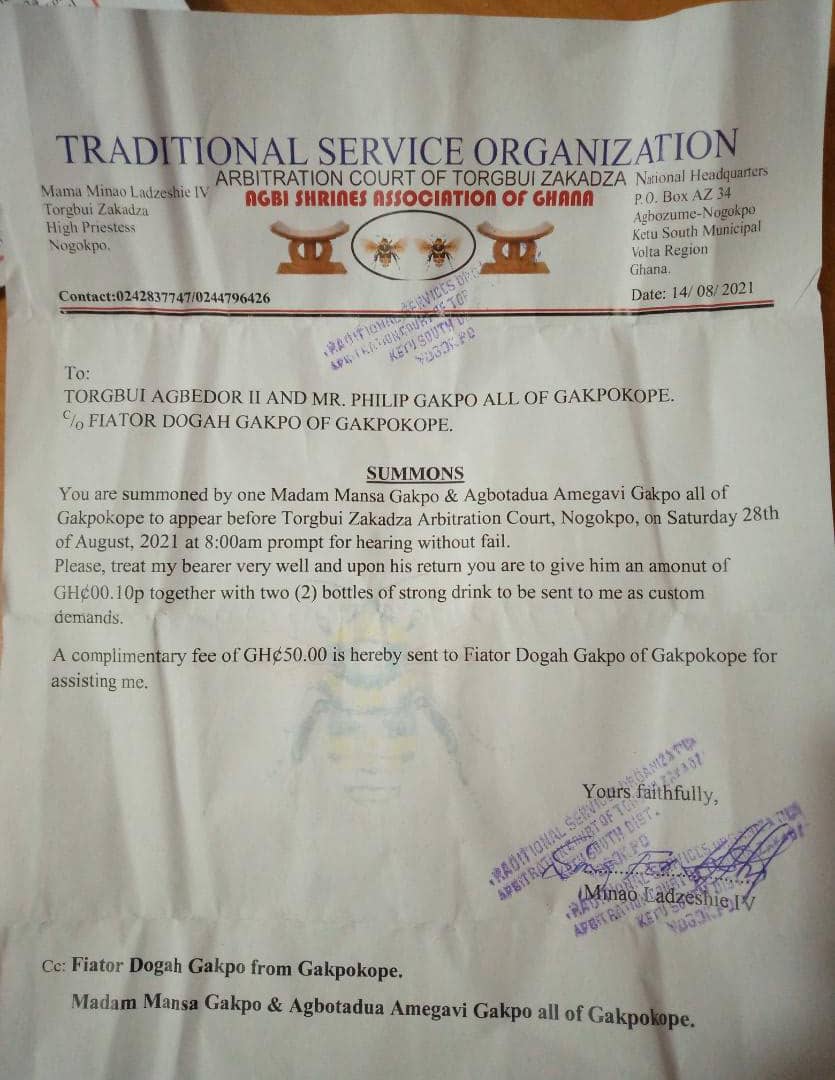 TRADITIONAL SERVICE ORGANIZATION
ARBITRATION COURT OF TORGBUI ZAKADZA
AGBI SHRINES ASSOCIATION OF GHANA
Mama Minao Ladzeshie IV
Torgbui Zakadza
High Priestess
Nogokpo.
National Headquarters
P.O. Box AZ 34
Agbozume-Nogokpo
Ketu South Municipal
Volta Region
Ghana.
Contact:0242837747/0244796426
Date: 14/ 08/ 2021
To:
TORGBUI AGBEDOR II AND MR. PHILIP GAKPO ALL OF GAKPOKOPE.
C/o FIATOR DOGAH GAKPO OF GAKPOKOPE.
SUMMONS
You are summoned by one Madam Mansa Gakpo & Agbotadua Amegavi Gakpo all of
Gakpokope to appear before Torgbui Zakadza Arbitration Court, Nogokpo, on Saturday 28th
of August, 2021 at 8:00am prompt for hearing without fail.
Please, treat my bearer very well and upon his return you are to give him an amonut of
GH₵00.10p together with two (2) bottles of strong drink to be sent to me as custom
demands.
A complimentary fee of GH₵50.00 is hereby sent to Fiator Dogah Gakpo of Gakpokope for
assisting me.
Yours faithfully,
(Minao Ladzeshie IV
Cc: Fiator Dogah Gakpo from Gakpokope.
Madam Mansa Gakpo & Agbotadua Amegavi Gakpo all of Gakpokope.